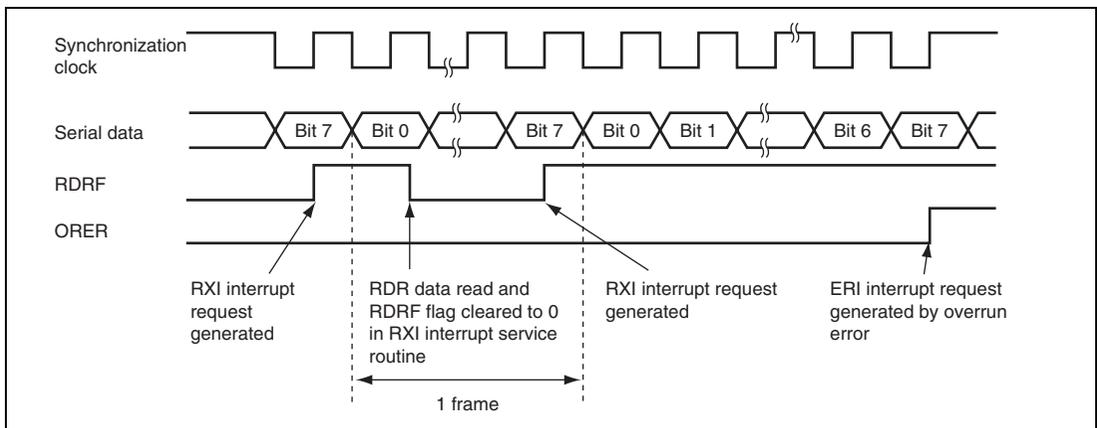 Synchronization
clock
Serial data
Bit 7
Bit 0
Bit 7
Bit 0
Bit 1
Bit 6
Bit 7
RDRF
ORER
RXI interrupt
request
generated
RDR data read and
RDRF flag cleared to 0
in RXI interrupt service
routine
RXI interrupt request
generated
ERI interrupt request
generated by overrun
error
1 frame